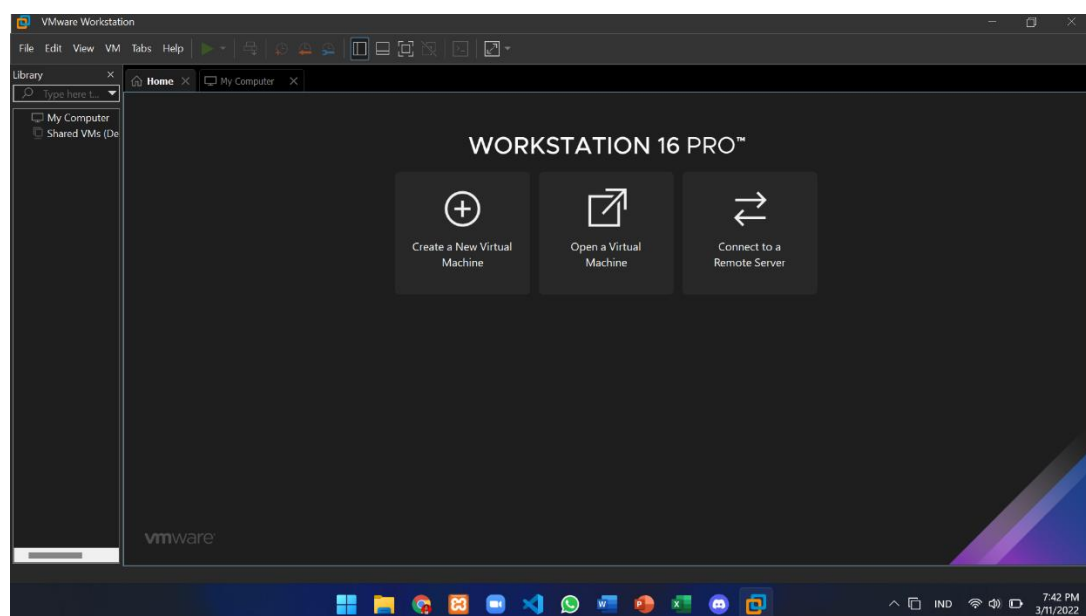 VMware Workstation
File Edit View VM Tabs Help
Library
Home
My Computer
Type here t...
My Computer
Shared VMs (De
WORKSTATION 16 PRO™
Create a New Virtual
Machine
Open a Virtual
Machine
Connect to a
Remote Server
vmware
IND
7:42 PM
3/11/2022